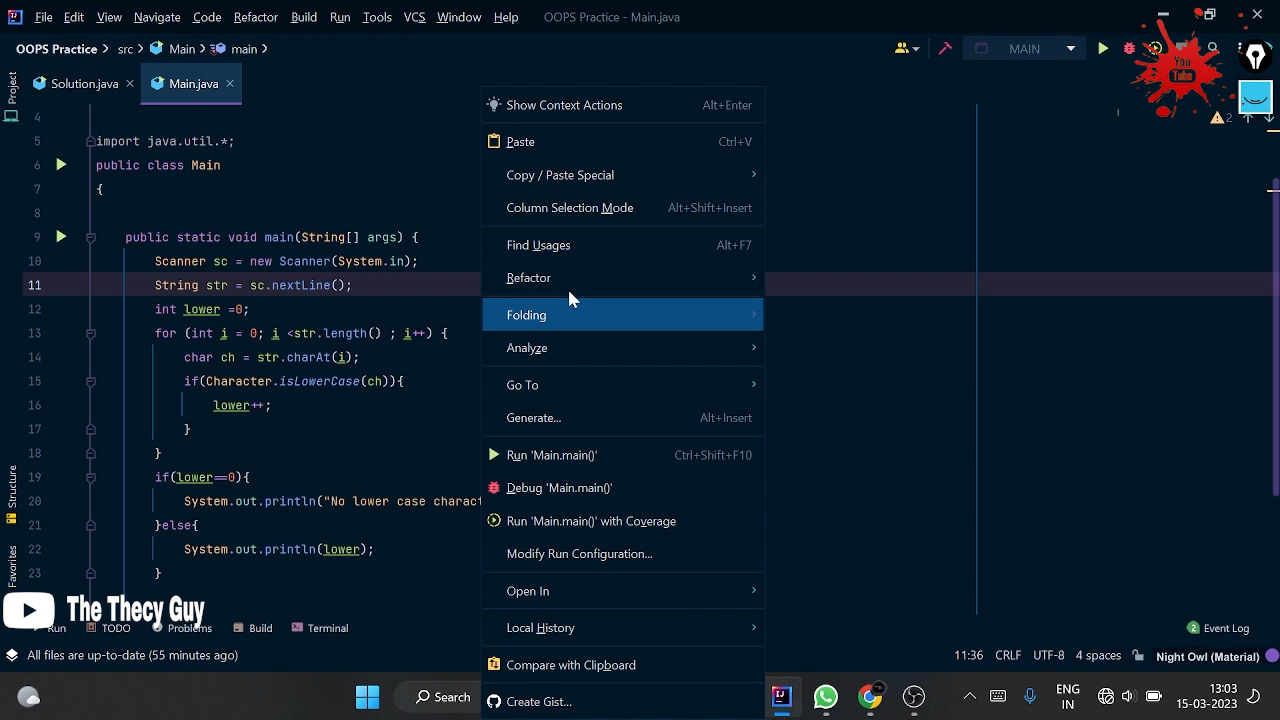 File Edit View Navigate Code Refactor Build Run Tools VCS Window Help OOPS Practice - Main.java
OOPS Practice src Main main MAIN
You
Tube
Project
Solution.java Main.java
2
4
5 import java.util.*;
6 public class Main
7 {
8
9 public static void main(String[] args) {
10 Scanner sc = new Scanner(System.in);
11 String str = sc.nextLine();
12 int lower =0;
13 for (int i = 0; i <str.length() ; i++) {
14 char ch = str.charAt(i);
15 if(Character.isLowerCase(ch)){
16 lower++;
17 }
18 }
19 if(lower==0){
20 System.out.println("No lower case charact
21 }else{
22 System.out.println(lower);
23 }
Show Context Actions Alt+Enter
Paste Ctrl+V
Copy / Paste Special
Column Selection Mode Alt+Shift+Insert
Find Usages Alt+F7
Refactor
Folding
Analyze
Go To
Generate... Alt+Insert
Run 'Main.main()' Ctrl+Shift+F10
Debug 'Main.main()'
Run 'Main.main()' with Coverage
Modify Run Configuration...
Open In
Local History
Compare with Clipboard
Create Gist...
Structure
Favorites
The Thecy Guy
Run TODO Problems Build Terminal
2 Event Log
All files are up-to-date (55 minutes ago)
11:36 CRLF UTF-8 4 spaces Night Owl (Material)
Search
ENG
IN
13:03
15-03-2023